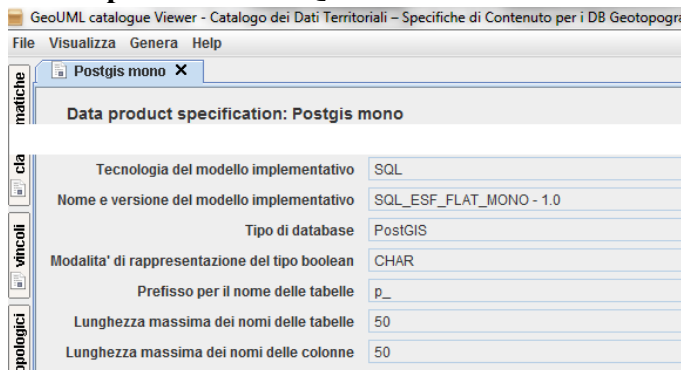 GeoUML catalogue Viewer - Catalogo dei Dati Territoriali – Specifiche di Contenuto per i DB Geotopogra
File Visualizza Genera Help
Postgis mono X
Data product specification: Postgis mono
Tecnologia del modello implementativo SQL
Nome e versione del modello implementativo SQL_ESF_FLAT_MONO - 1.0
Tipo di database PostGIS
Modalita' di rappresentazione del tipo boolean CHAR
Prefisso per il nome delle tabelle p_
Lunghezza massima dei nomi delle tabelle 50
Lunghezza massima dei nomi delle colonne 50
matiche
cla
vincoli
opologici